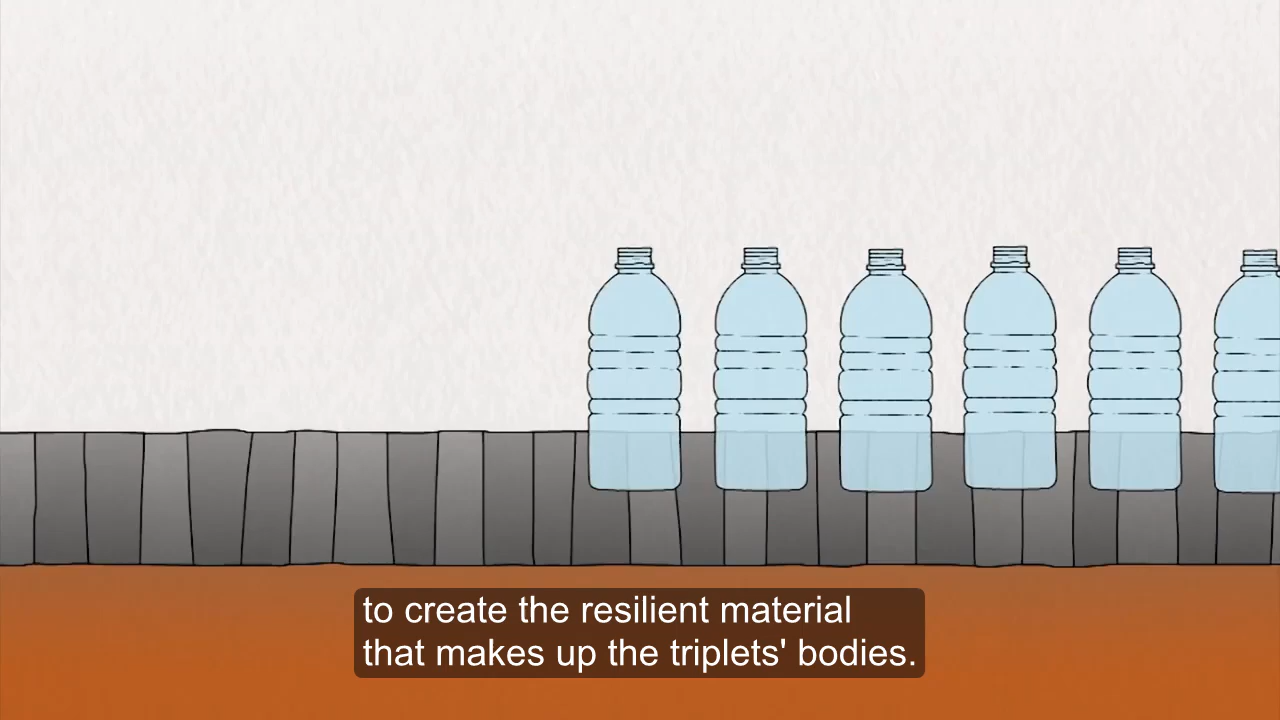 to create the resilient material
that makes up the triplets' bodies.